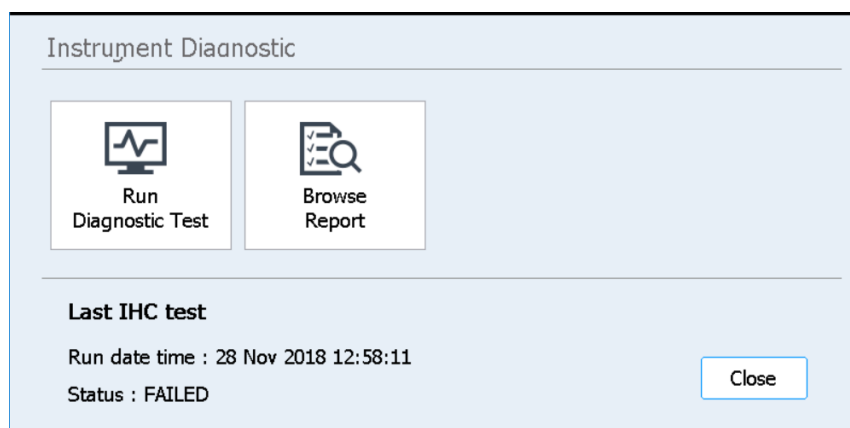 Instrument Diagnostic
Run
Diagnostic Test
Browse
Report
Last IHC test
Run date time : 28 Nov 2018 12:58:11
Status : FAILED
Close